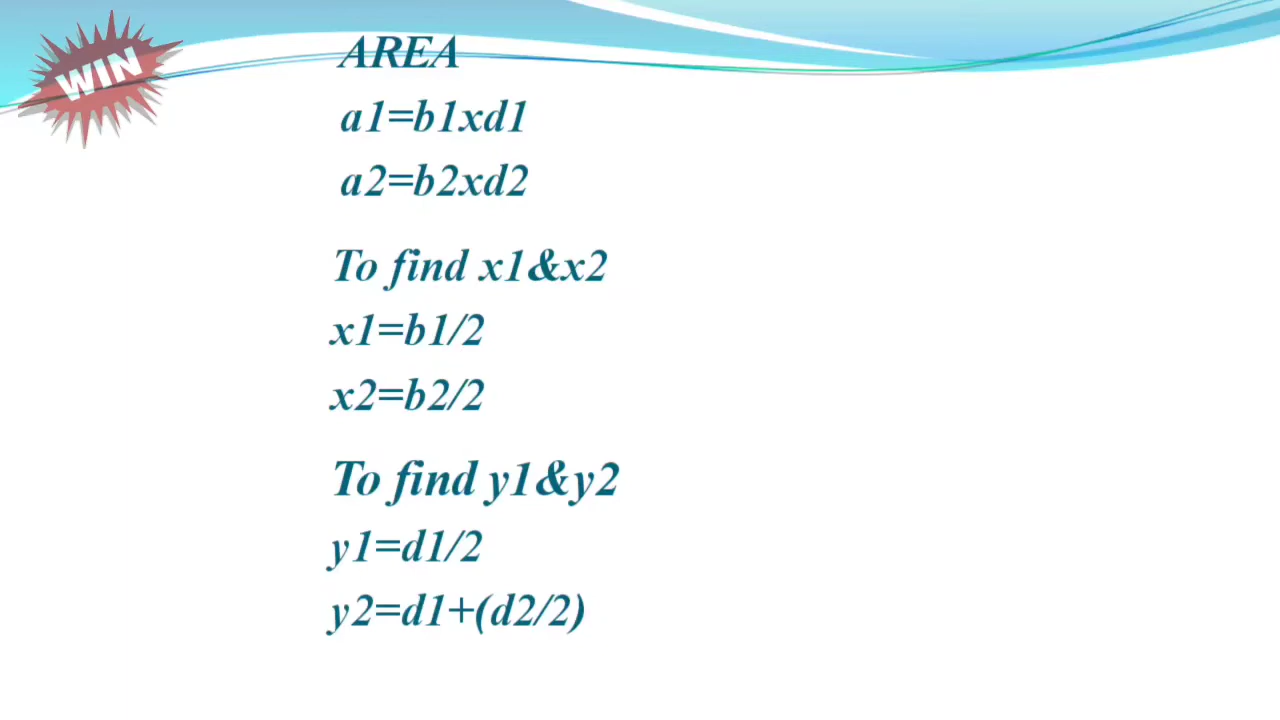 WIN
AREA
a1=b1xd1
a2=b2xd2
To find x1&x2
x1=b1/2
x2=b2/2
To find y1&y2
y1=d1/2
y2=d1+(d2/2)